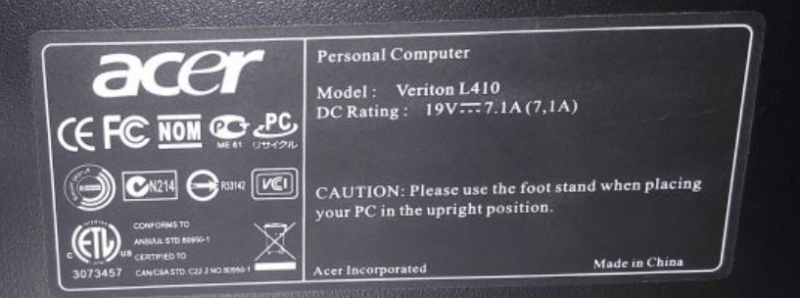 acer
CE FC NOM PC
ME 61 リサイクル
N214 R33142 VCI
CONFORMS TO
ANSI/UL STD 60950-1
CERTIFIED TO
CAN/CSA STD. C22.2 NO.60950-1
c ETL us
3073457
Personal Computer
Model : Veriton L410
DC Rating : 19V⎓7.1A (7,1A)
CAUTION: Please use the foot stand when placing
your PC in the upright position.
Acer Incorporated
Made in China